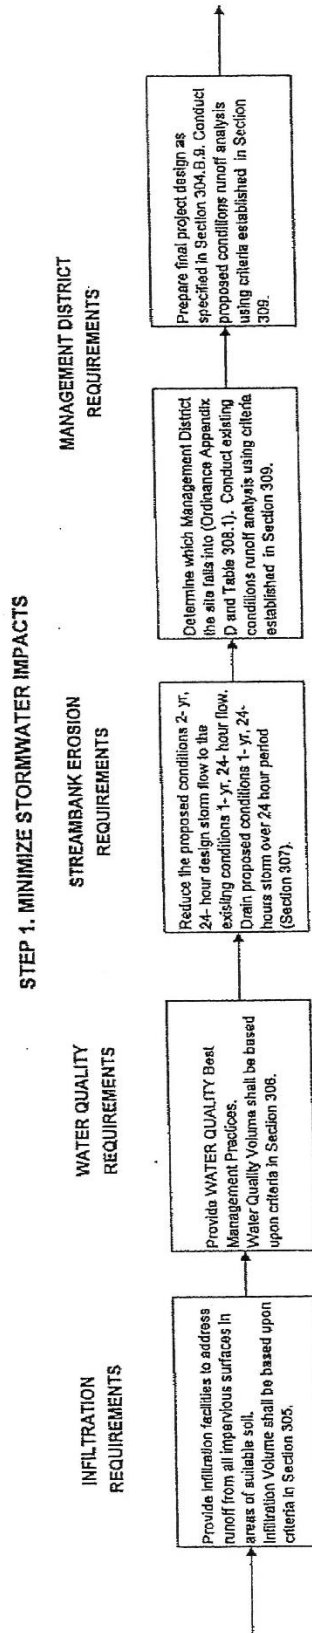 STEP 1. MINIMIZE STORMWATER IMPACTS
INFILTRATION
REQUIREMENTS
Provide infiltration facilities to address
runoff from all impervious surfaces in
areas of suitable soil.
Infiltration Volume shall be based upon
criteria in Section 305.
WATER QUALITY
REQUIREMENTS
Provide WATER QUALITY Best
Management Practices.
Water Quality Volume shall be based
upon criteria in Section 306.
STREAMBANK EROSION
REQUIREMENTS
Reduce the proposed conditions 2- yr,
24- hour design storm flow to the
existing conditions 1- yr, 24- hour flow.
Drain proposed conditions 1- yr, 24-
hours storm over 24 hour period
(Section 307).
MANAGEMENT DISTRICT
REQUIREMENTS
Determine which Management District
the site falls into (Ordinance Appendix
D and Table 308.1). Conduct existing
conditions runoff analysis using criteria
established in Section 309.
Prepare final project design as
specified in Section 304.B.9. Conduct
proposed conditions runoff analysis
using criteria established in Section
309.